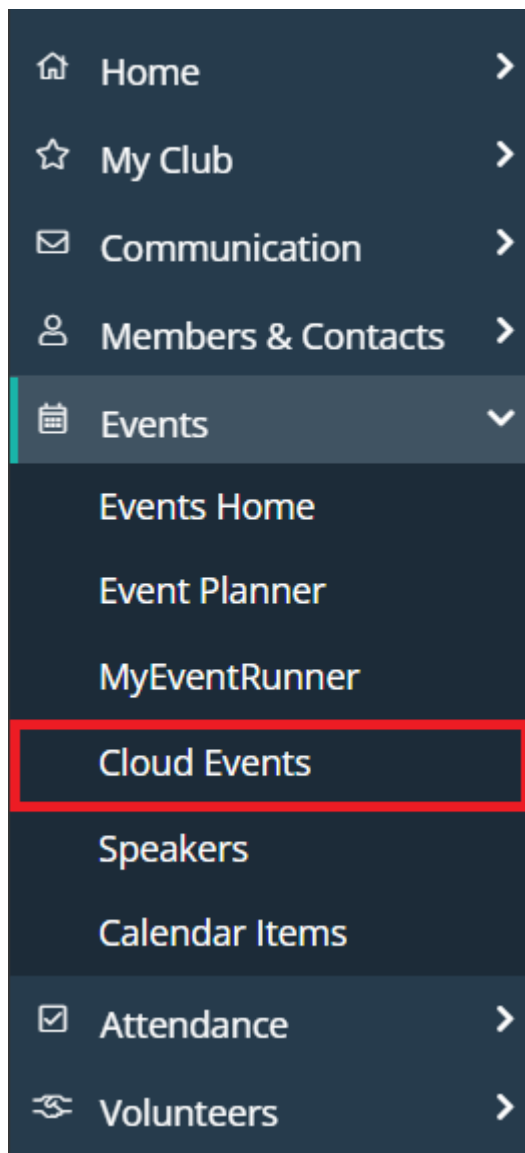 Home
My Club
Communication
Members & Contacts
Events
Events Home
Event Planner
MyEventRunner
Cloud Events
Speakers
Calendar Items
Attendance
Volunteers